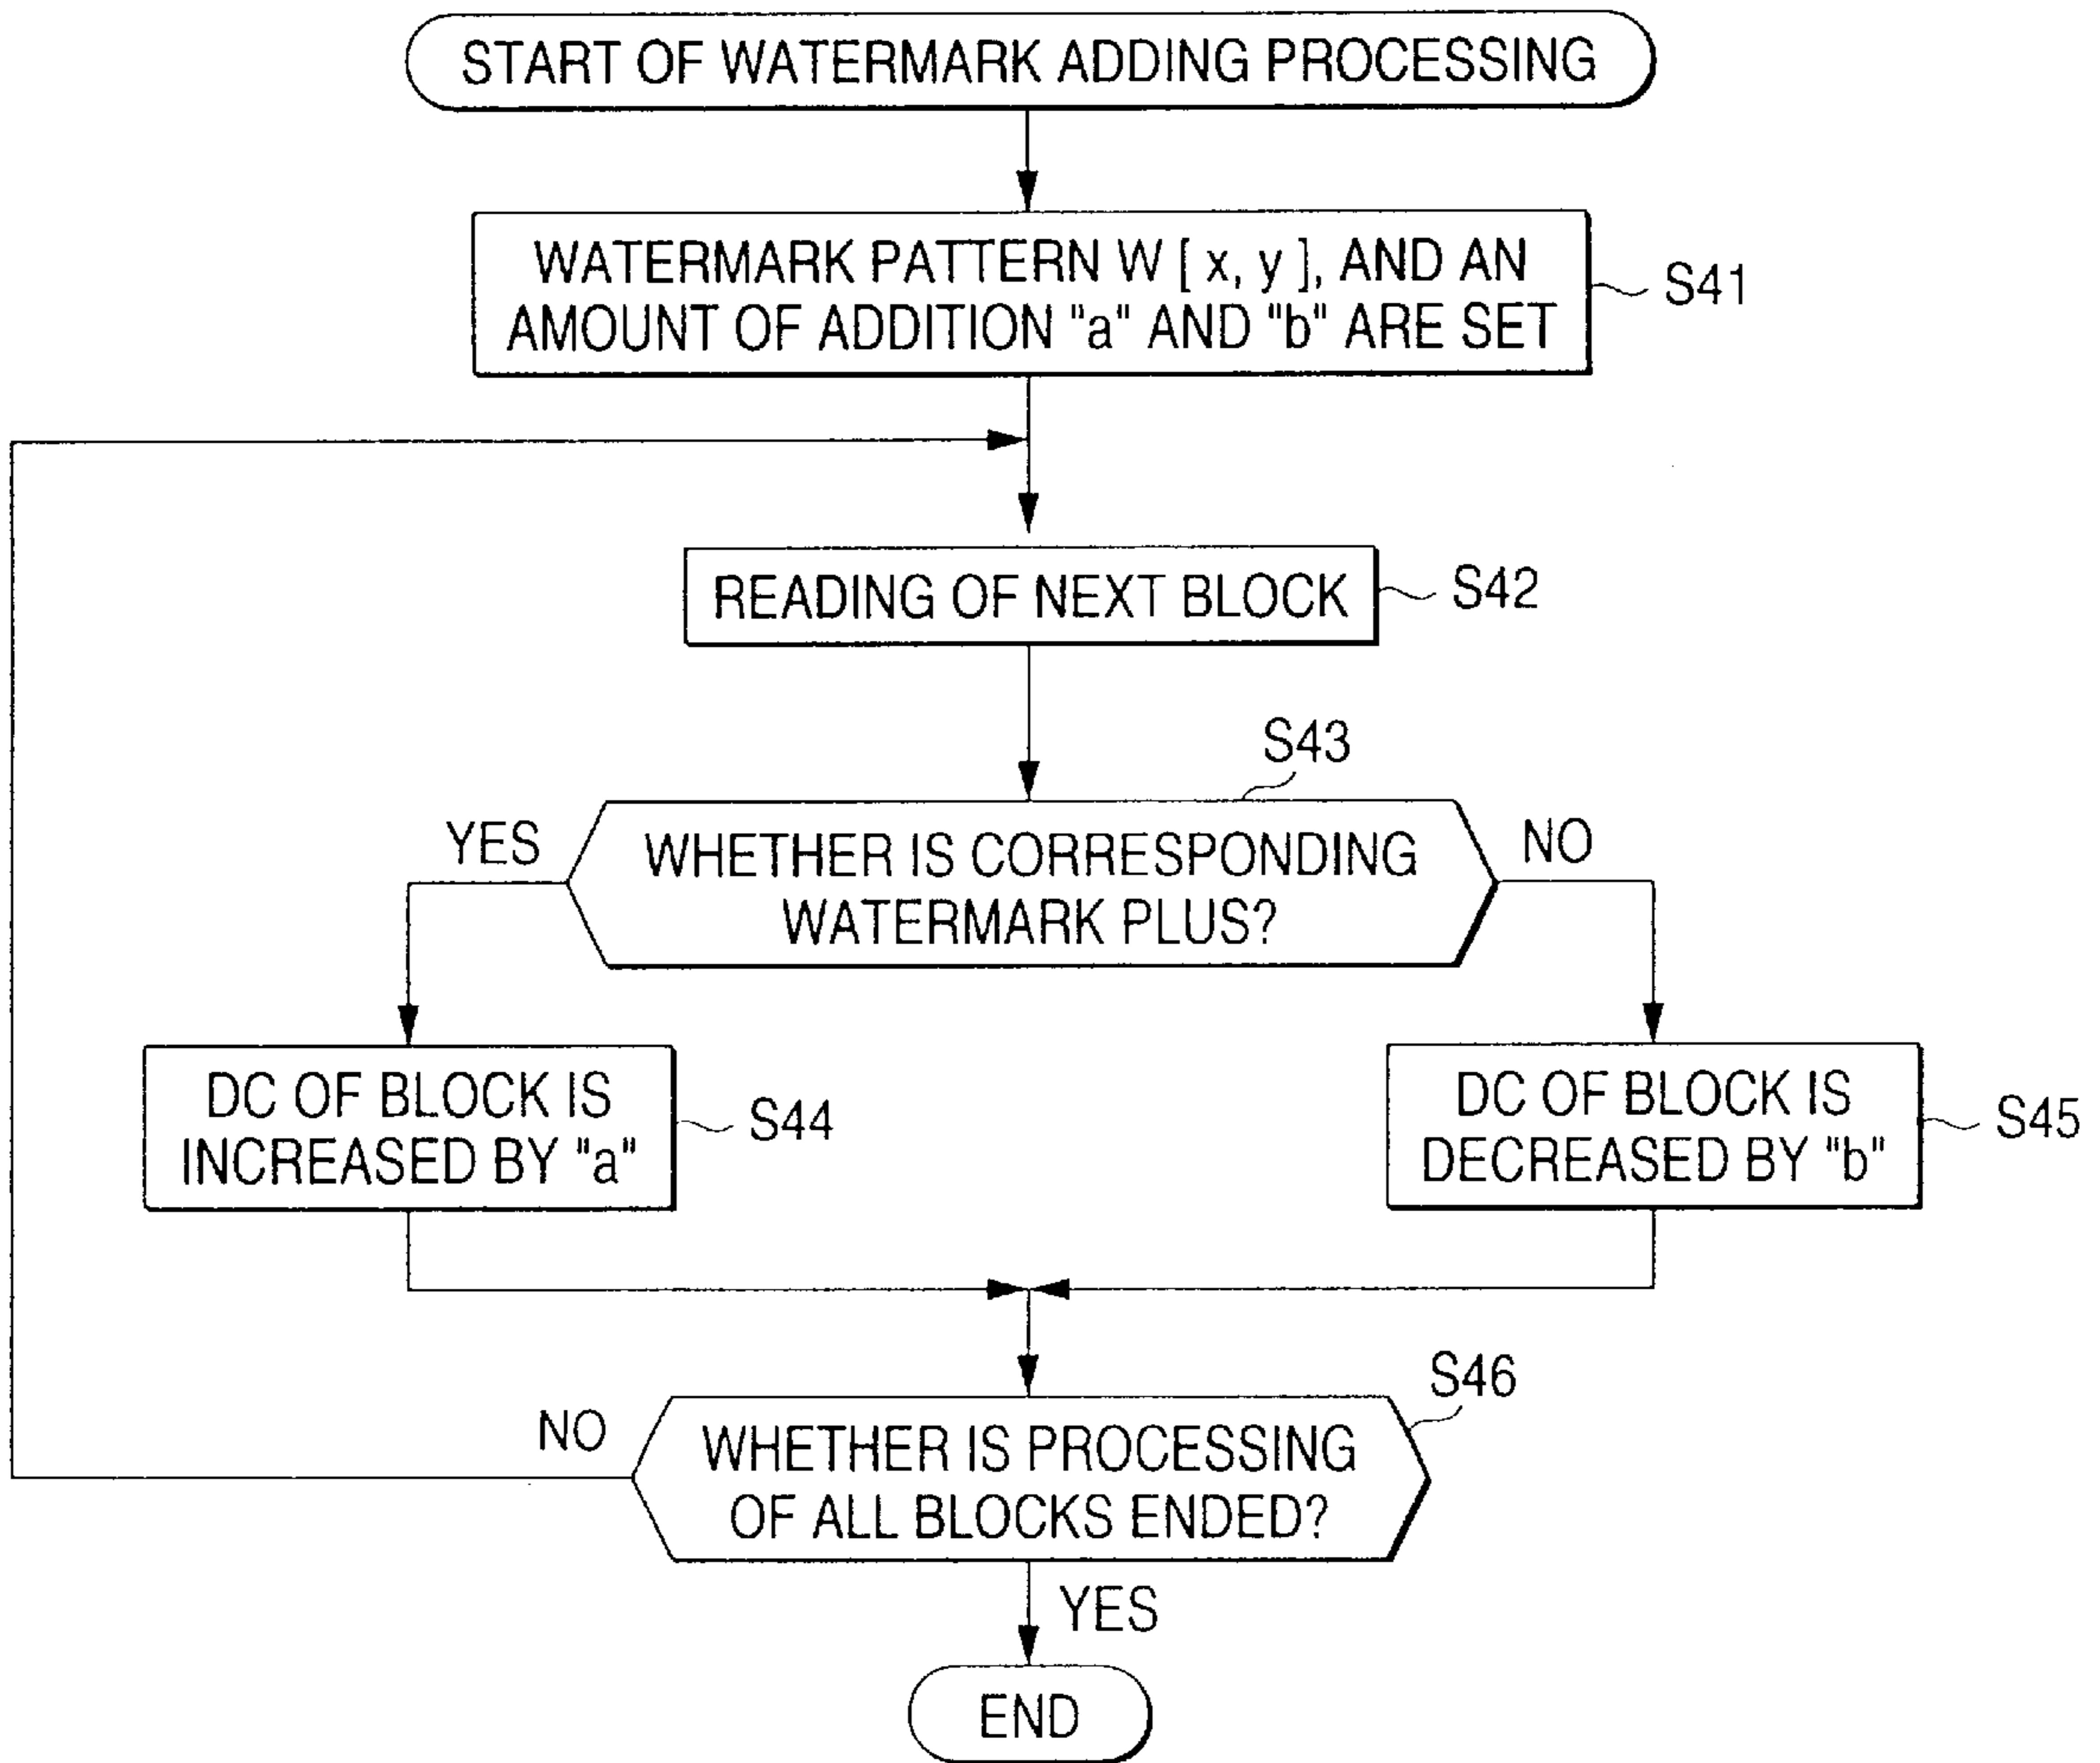 START OF WATERMARK ADDING PROCESSING
WATERMARK PATTERN W [ x, y ], AND AN
AMOUNT OF ADDITION "a" AND "b" ARE SET
S41
READING OF NEXT BLOCK
S42
S43
YES
WHETHER IS CORRESPONDING
WATERMARK PLUS?
NO
DC OF BLOCK IS
INCREASED BY "a"
S44
DC OF BLOCK IS
DECREASED BY "b"
S45
S46
NO
WHETHER IS PROCESSING
OF ALL BLOCKS ENDED?
YES
END